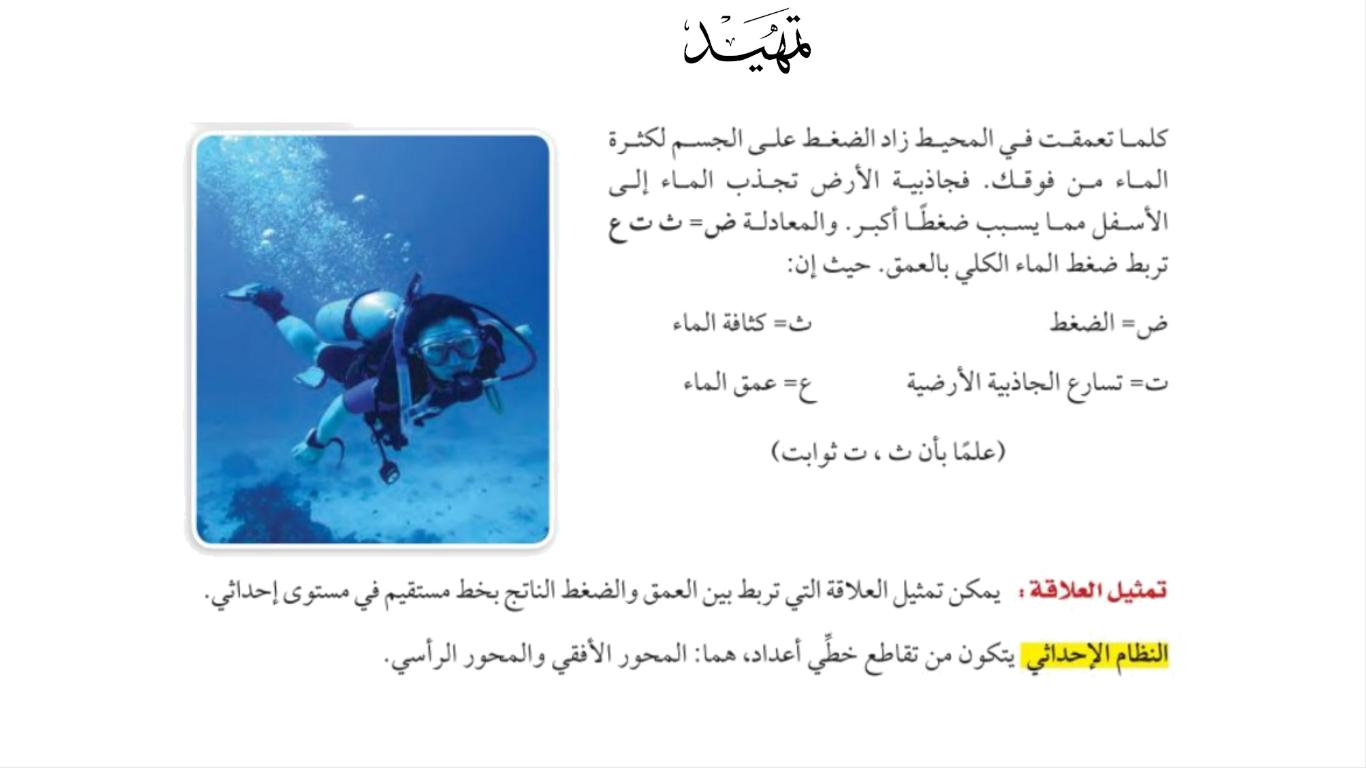 تمهيد
كلما تعمقت في المحيط زاد الضغط على الجسم لكثرة
الماء من فوقك. فجاذبية الأرض تجذب الماء إلى
الأسفل مما يسبب ضغطًا أكبر. والمعادلة ض= ث ت ع
تربط ضغط الماء الكلي بالعمق. حيث إن:
ض= الضغط ث= كثافة الماء
ت= تسارع الجاذبية الأرضية ع= عمق الماء
(علمًا بأن ث ، ت ثوابت)
تمثيل العلاقة : يمكن تمثيل العلاقة التي تربط بين العمق والضغط الناتج بخط مستقيم في مستوى إحداثي.
النظام الإحداثي يتكون من تقاطع خطِّي أعداد، هما: المحور الأفقي والمحور الرأسي.